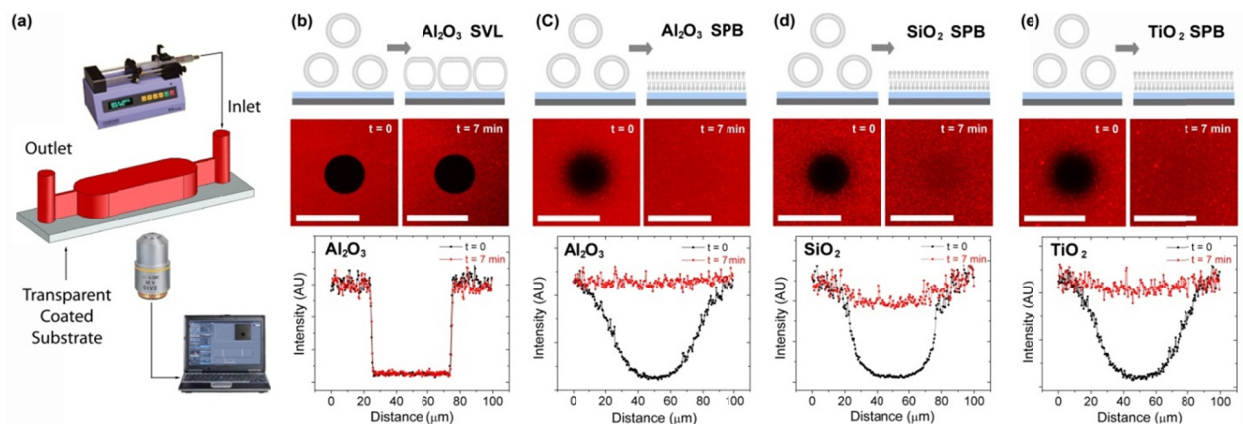 (a)
Inlet
Outlet
Transparent
Coated
Substrate
(b)
Al₂O₃ SVL
t = 0
t = 7 min
Al₂O₃
t = 0
t = 7 min
Intensity (AU)
0 20 40 60 80 100
Distance (μm)
(C)
Al₂O₃ SPB
t = 0
t = 7 min
Al₂O₃
t = 0
t = 7 min
Intensity (AU)
0 20 40 60 80 100
Distance (μm)
(d)
SiO₂ SPB
t = 0
t = 7 min
SiO₂
t = 0
t = 7 min
Intensity (AU)
0 20 40 60 80 100
Distance (μm)
(e)
TiO₂ SPB
t = 0
t = 7 min
TiO₂
t = 0
t = 7 min
Intensity (AU)
0 20 40 60 80 100
Distance (μm)